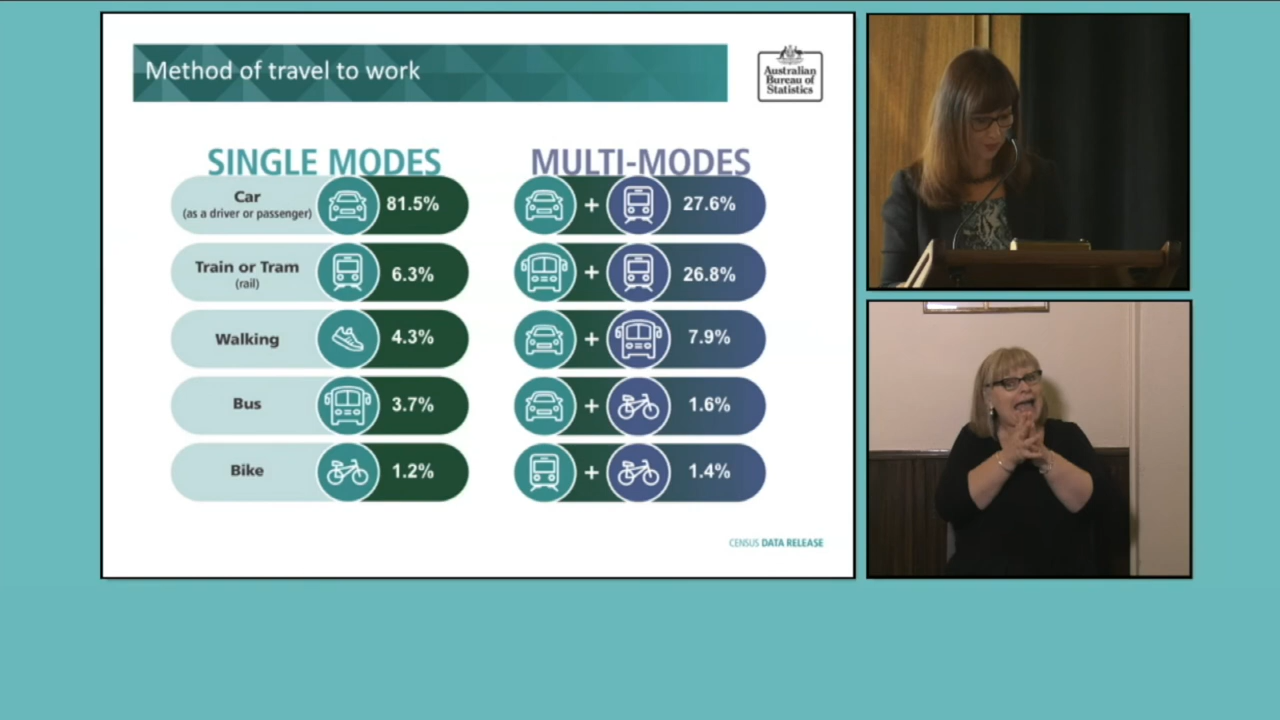 Method of travel to work
Australian
Bureau of
Statistics
SINGLE MODES
Car
(as a driver or passenger)
81.5%
Train or Tram
(rail)
6.3%
Walking
4.3%
Bus
3.7%
Bike
1.2%
MULTI-MODES
+
27.6%
+
26.8%
+
7.9%
+
1.6%
+
1.4%
CENSUS DATA RELEASE